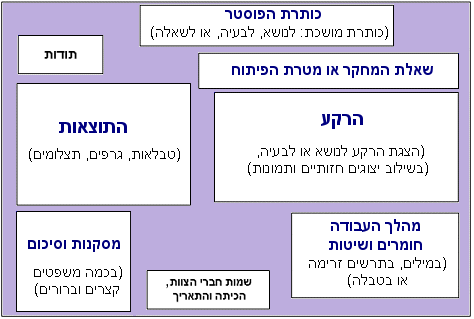 כותרת הפוסטר
(כותרת מושכת: לנושא, לבעיה, או לשאלה)
תודות
שאלת המחקר או מטרת הפיתוח
הרקע
(הצגת הרקע לנושא או לבעיה,
בשילוב יצוגים חזותיים ותמונות)
התוצאות
(טבלאות, גרפים, תצלומים)
מהלך העבודה
חומרים ושיטות
(במילים, בתרשים זרימה
או בטבלה)
מסקנות וסיכום
(בכמה משפטים
קצרים וברורים)
שמות חברי הצוות,
הכיתה והתאריך